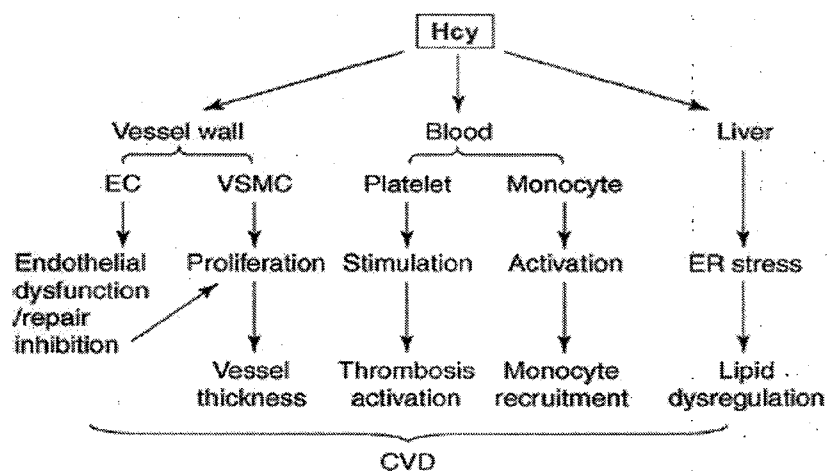 Hcy
Vessel wall Blood Liver
EC VSMC Platelet Monocyte
Endothelial
dysfunction
/repair
inhibition
Proliferation Stimulation Activation ER stress
Vessel
thickness
Thrombosis
activation
Monocyte
recruitment
Lipid
dysregulation
CVD